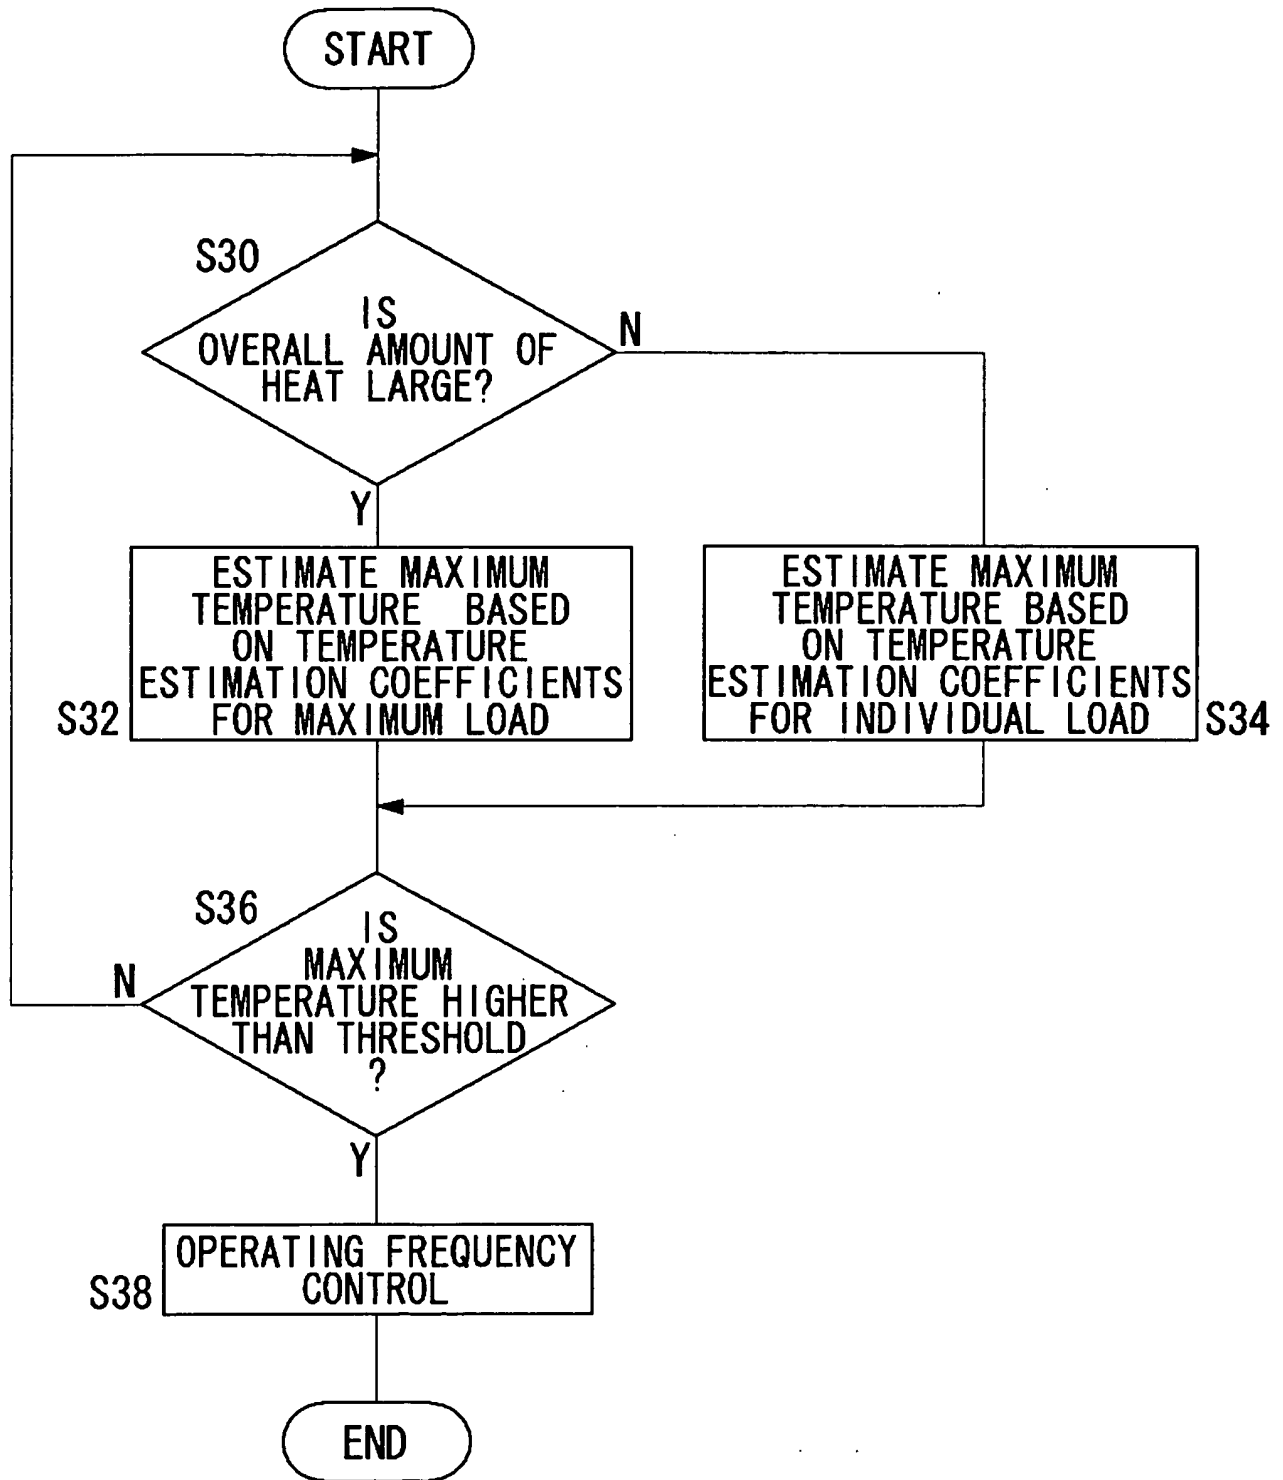 START
S30
IS
OVERALL AMOUNT OF
HEAT LARGE?
N
Y
ESTIMATE MAXIMUM
TEMPERATURE BASED
ON TEMPERATURE
ESTIMATION COEFFICIENTS
FOR MAXIMUM LOAD
S32
ESTIMATE MAXIMUM
TEMPERATURE BASED
ON TEMPERATURE
ESTIMATION COEFFICIENTS
FOR INDIVIDUAL LOAD
S34
S36
IS
MAXIMUM
TEMPERATURE HIGHER
THAN THRESHOLD
?
N
Y
OPERATING FREQUENCY
CONTROL
S38
END